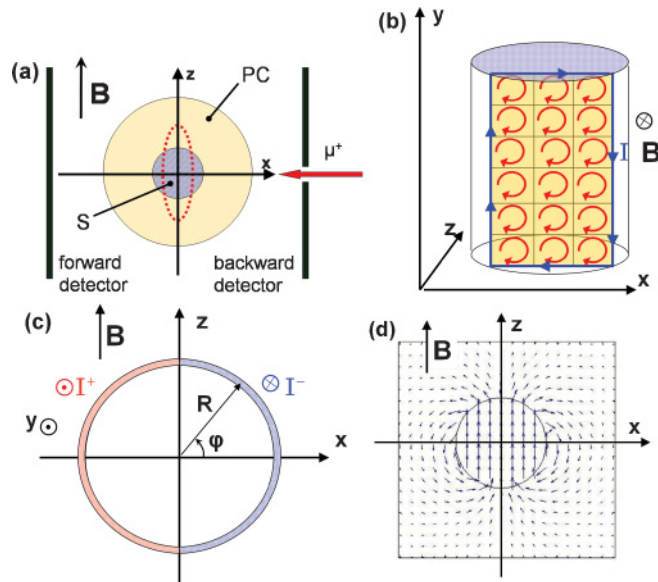 (a)
B
z
PC
x
μ⁺
S
forward
detector
backward
detector
(b)
y
I
B
z
x
(c)
B
z
I⁺
I⁻
y
R
φ
x
(d)
B
z
x